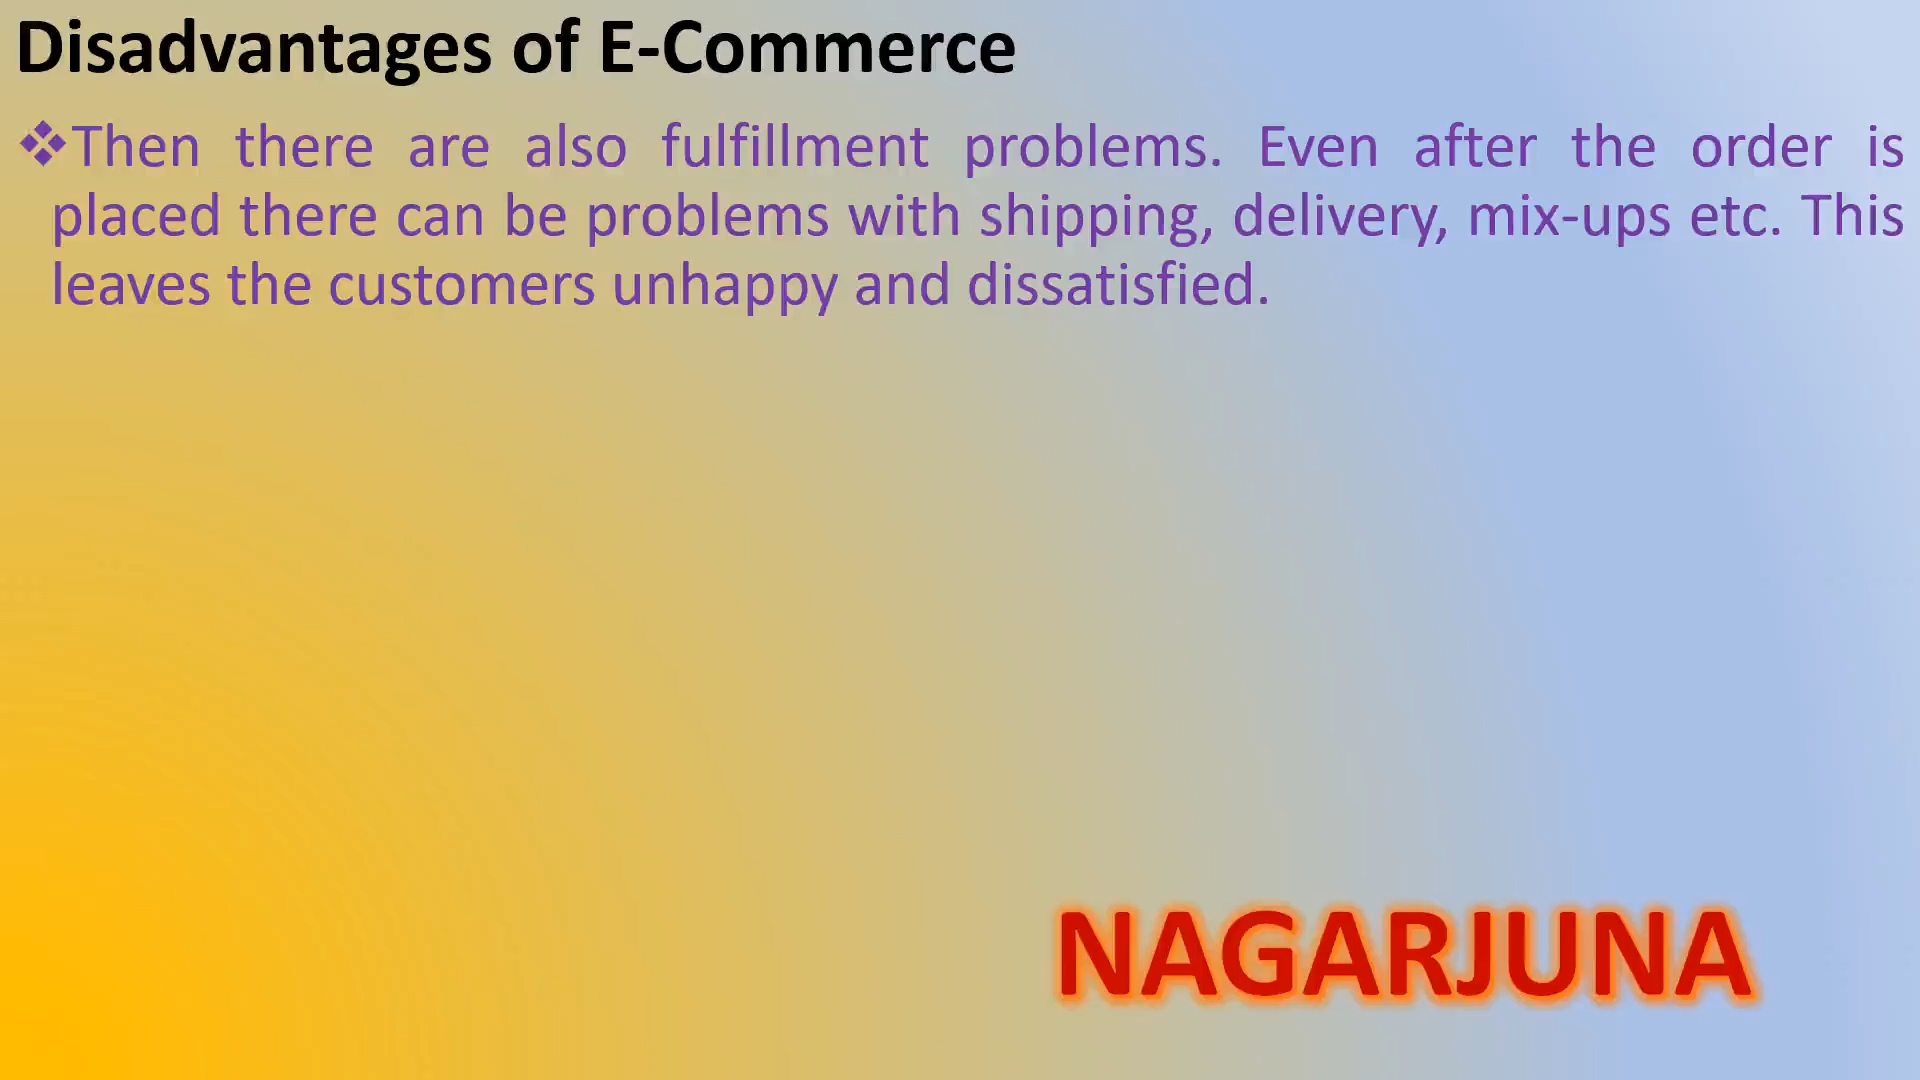 Disadvantages of E-Commerce
❖Then there are also fulfillment problems. Even after the order is
placed there can be problems with shipping, delivery, mix-ups etc. This
leaves the customers unhappy and dissatisfied.
NAGARJUNA